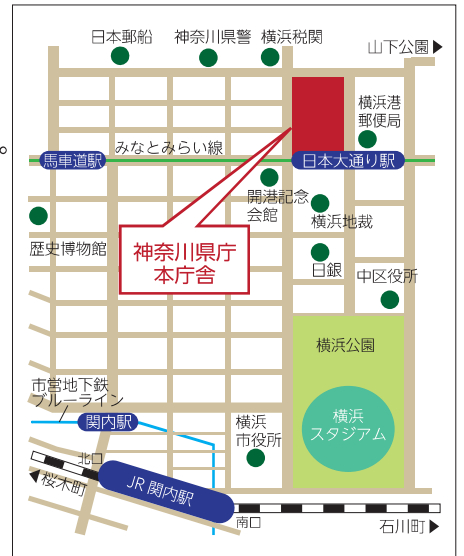 日本郵船
神奈川県警
横浜税関
山下公園▶
横浜港
郵便局
。
みなとみらい線
馬車道駅
日本大通り駅
開港記念
会館
横浜地裁
歴史博物館
神奈川県庁
本庁舎
日銀
中区役所
横浜公園
市営地下鉄
ブルーライン
関内駅
横浜
市役所
横浜
スタジアム
北口
◀桜木町
JR関内駅
南口
石川町▶